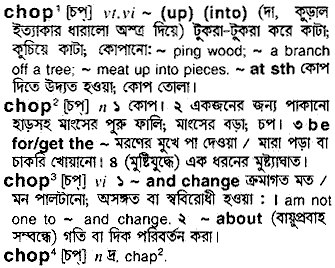 chop¹ [চপ্] vt.vi ~ (up) (into) (দা, কুড়াল
ইত্যাকার ধারালো অস্ত্র দিয়ে) টুকরা-টুকরা করে কাটা;
কুচিয়ে কাটা; কোপানো: ~ ping wood; ~ a branch
off a tree; ~ meat up into pieces. ~ at sth কোপ
দিতে উদ্যত হওয়া; কোপ তোলা।
chop² [চপ্] n ১ কোপ। ২ একজনের জন্য পাকানো
হাড়সহ মাংসের পুরু ফালি; মাংসের বড়া; চপ। ৩ be
for/get the ~ মরণের মুখে পা দেওয়া / মারা পড়া বা
চাকরি খোয়ানো। ৪ (মুষ্টিযুদ্ধে) এক ধরনের মুষ্ট্যাঘাত।
chop³ [চপ্] vi ১ ~ and change ক্রমাগত মত /
মন পালটানো; অসঙ্গত বা স্ববিরোধী হওয়া : I am not
one to ~ and change. ২ ~ about (বায়ুপ্রবাহ
সম্বন্ধে) গতি বা দিক পরিবর্তন করা।
chop⁴ [চপ্] n দ্র. chap².